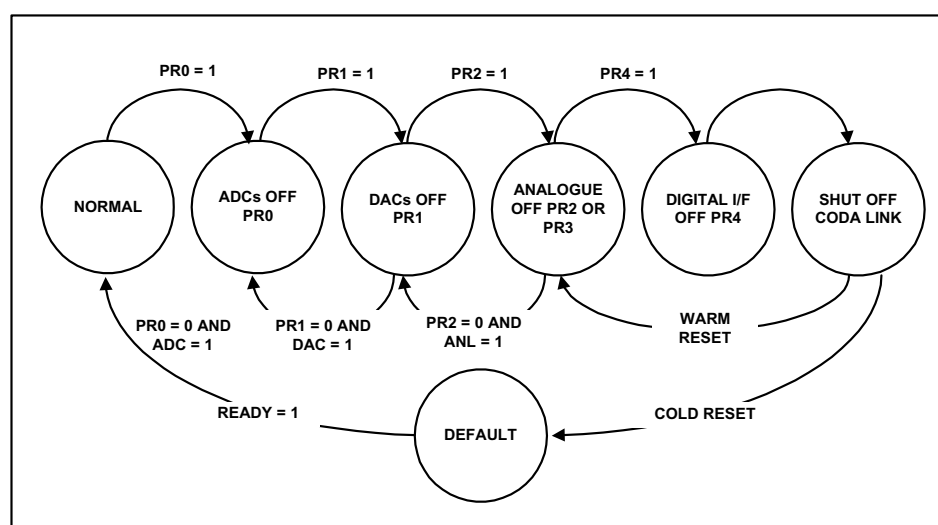 PR0 = 1
PR1 = 1
PR2 = 1
PR4 = 1
NORMAL
ADCs OFF
PR0
DACs OFF
PR1
ANALOGUE
OFF PR2 OR
PR3
DIGITAL I/F
OFF PR4
SHUT OFF
CODA LINK
PR0 = 0 AND
ADC = 1
PR1 = 0 AND
DAC = 1
PR2 = 0 AND
ANL = 1
WARM
RESET
READY = 1
DEFAULT
COLD RESET